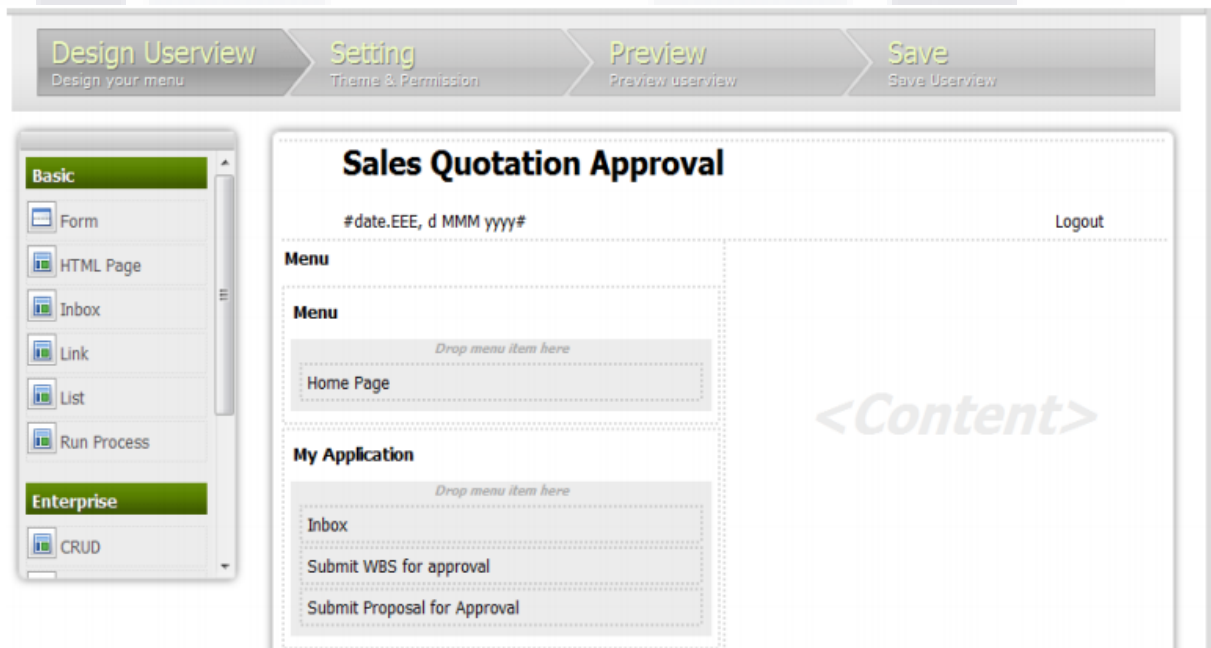 Design Userview
Design your menu
Setting
Theme & Permission
Preview
Preview userview
Save
Save Userview
Basic
Form
HTML Page
Inbox
Link
List
Run Process
Enterprise
CRUD
Sales Quotation Approval
#date.EEE, d MMM yyyy#
Logout
Menu
Menu
Drop menu item here
Home Page
My Application
Drop menu item here
Inbox
Submit WBS for approval
Submit Proposal for Approval
<Content>